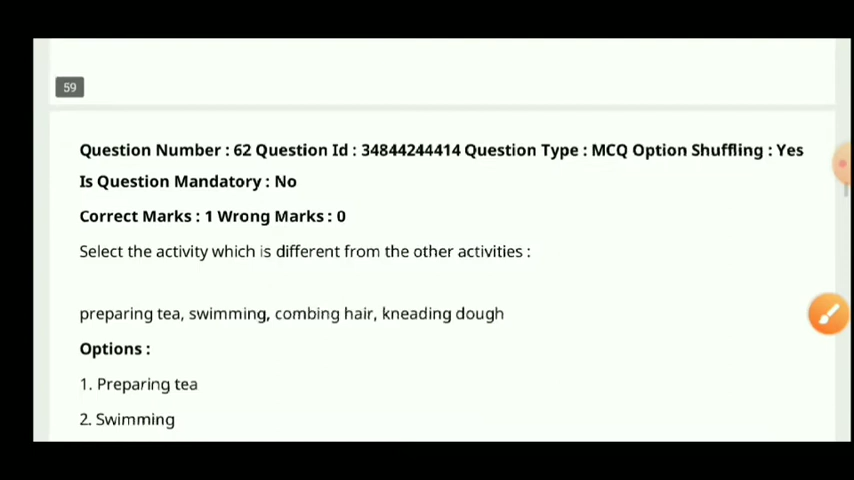 59
Question Number : 62 Question Id : 34844244414 Question Type : MCQ Option Shuffling : Yes
Is Question Mandatory : No
Correct Marks : 1 Wrong Marks : 0
Select the activity which is different from the other activities :
preparing tea, swimming, combing hair, kneading dough
Options :
1. Preparing tea
2. Swimming